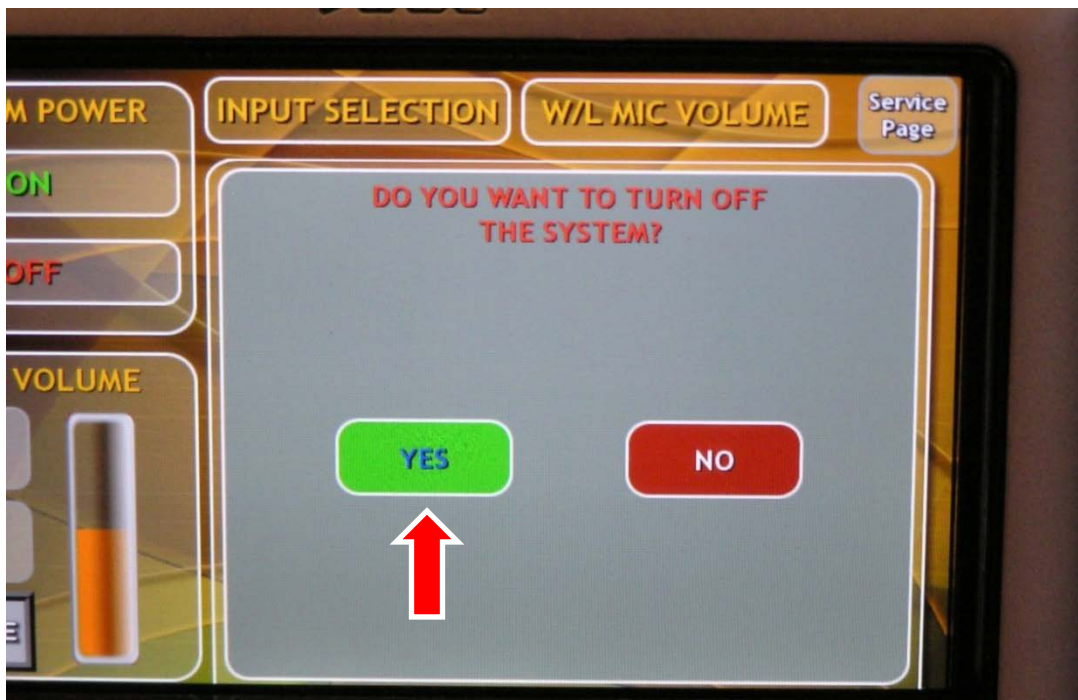 M POWER
INPUT SELECTION
W/L MIC VOLUME
Service
Page
ON
OFF
DO YOU WANT TO TURN OFF
THE SYSTEM?
VOLUME
YES
NO
E